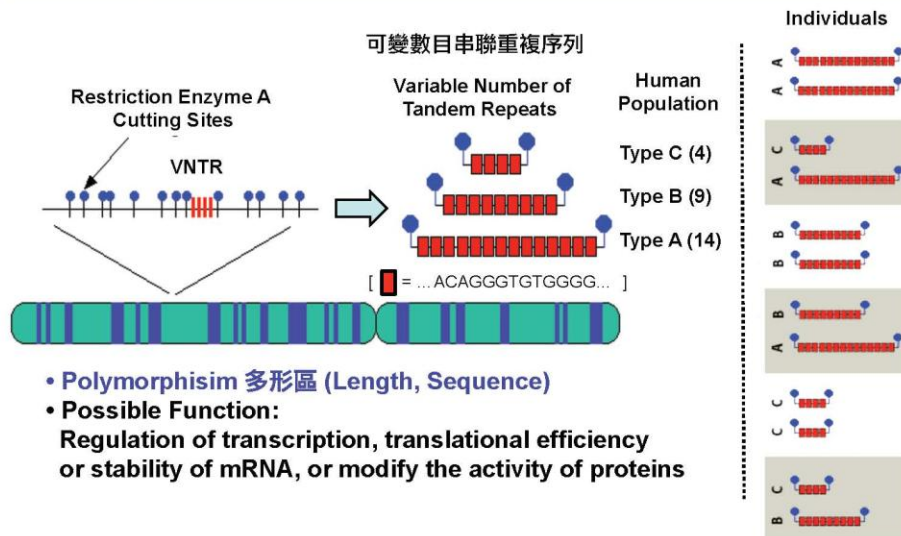 Individuals
可變數目串聯重複序列
Restriction Enzyme A
Cutting Sites
VNTR
Variable Number of
Tandem Repeats
Human
Population
Type C (4)
Type B (9)
Type A (14)
[ = ...ACAGGGTGTGGGG... ]
• Polymorphisim 多形區 (Length, Sequence)
• Possible Function:
Regulation of transcription, translational efficiency
or stability of mRNA, or modify the activity of proteins
A
A
C
A
B
B
B
A
C
C
C
B